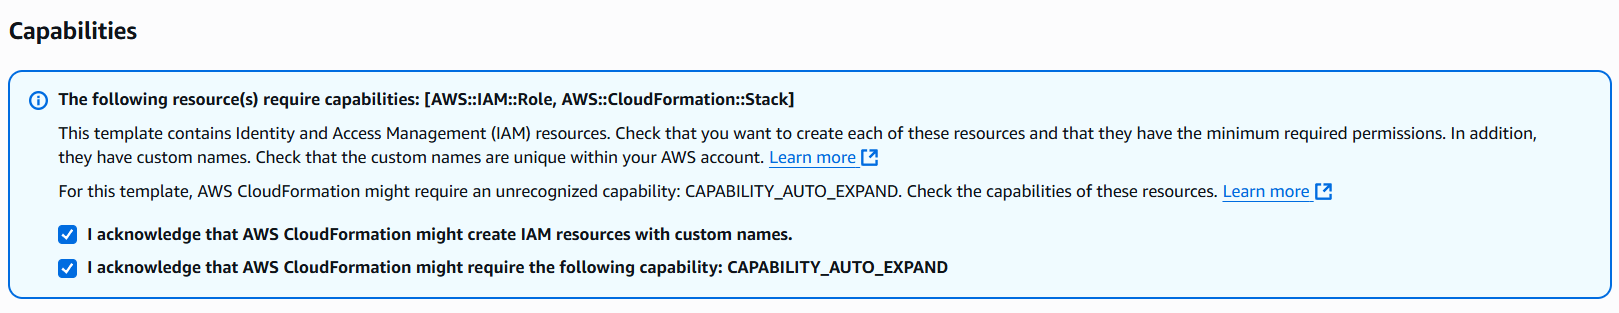 Capabilities
The following resource(s) require capabilities: [AWS::IAM::Role, AWS::CloudFormation::Stack]
This template contains Identity and Access Management (IAM) resources. Check that you want to create each of these resources and that they have the minimum required permissions. In addition,
they have custom names. Check that the custom names are unique within your AWS account. Learn more
For this template, AWS CloudFormation might require an unrecognized capability: CAPABILITY_AUTO_EXPAND. Check the capabilities of these resources. Learn more
I acknowledge that AWS CloudFormation might create IAM resources with custom names.
I acknowledge that AWS CloudFormation might require the following capability: CAPABILITY_AUTO_EXPAND